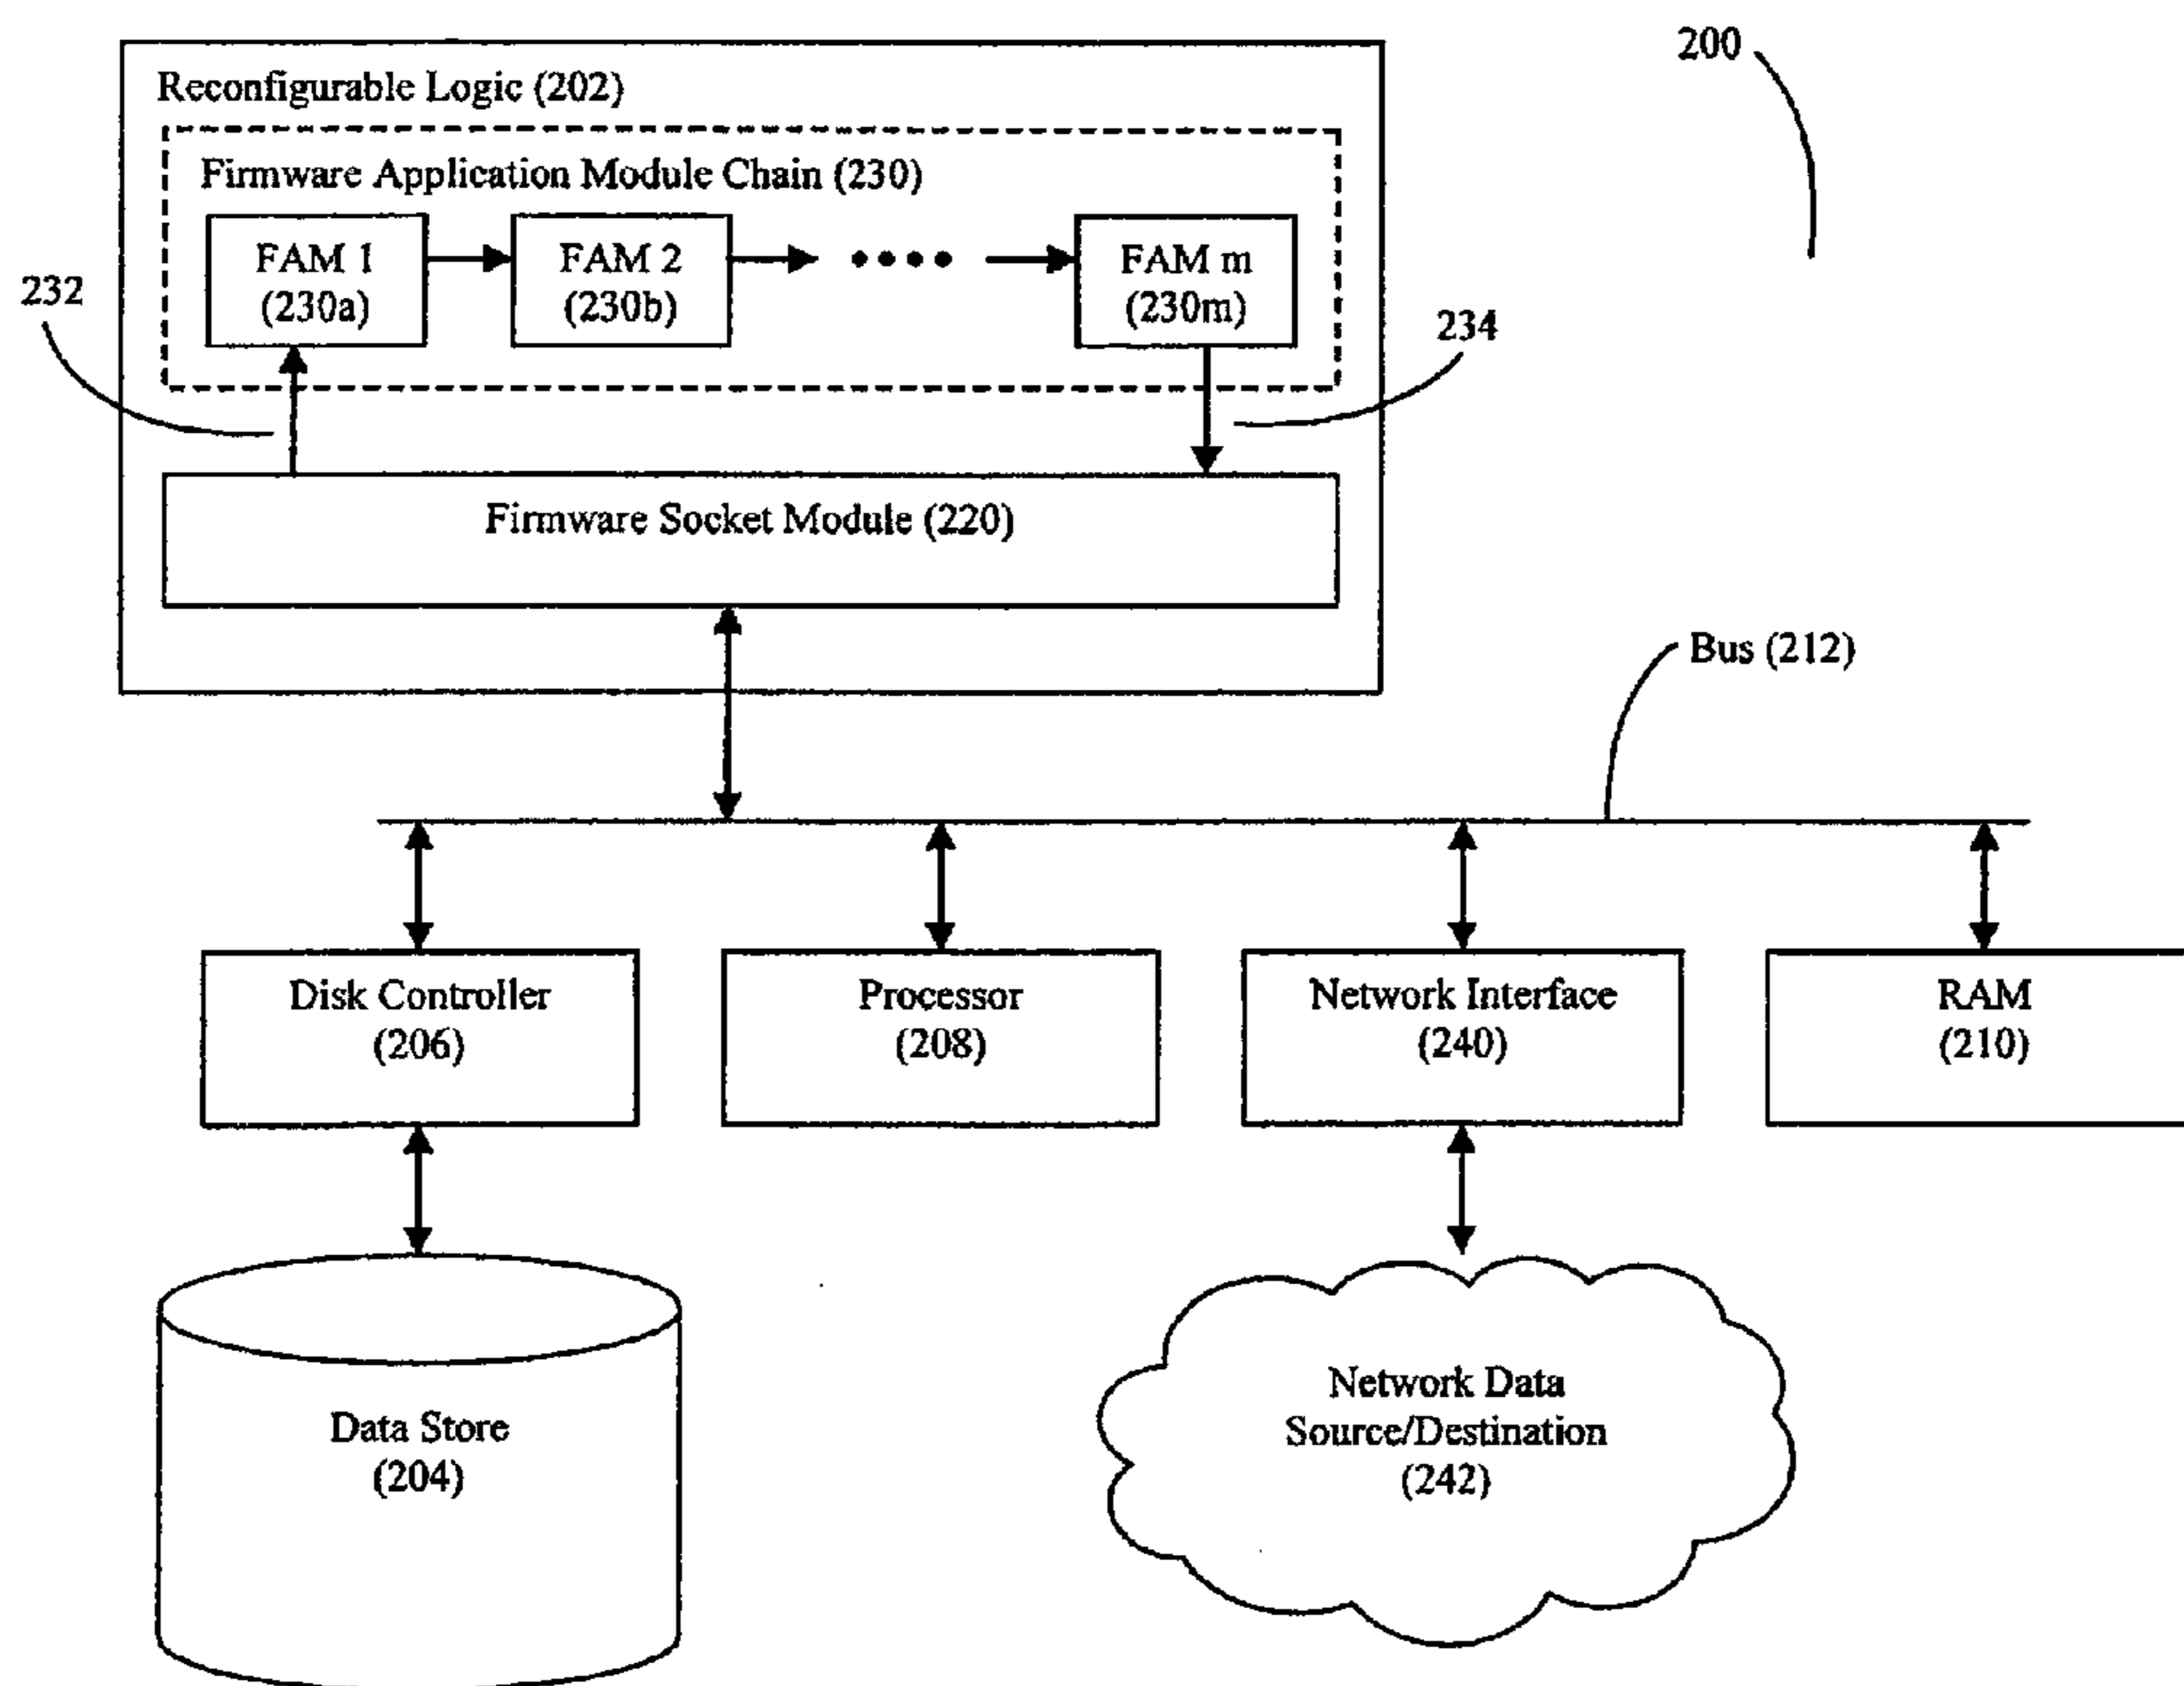 200
Reconfigurable Logic (202)
Firmware Application Module Chain (230)
FAM 1
(230a)
FAM 2
(230b)
FAM m
(230m)
232
234
Firmware Socket Module (220)
Bus (212)
Disk Controller
(206)
Processor
(208)
Network Interface
(240)
RAM
(210)
Data Store
(204)
Network Data
Source/Destination
(242)